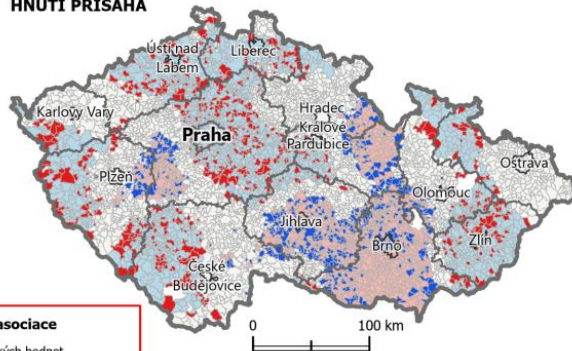 HNUTÍ PŘÍSAHA
Ústí nad
Labem
Liberec
Karlovy Vary
Hradec
Králové
Praha
Pardubice
Plzeň
Ostrava
Olomouc
Jihlava
Brno
Zlín
České
Budějovice
asociace
0 100 km